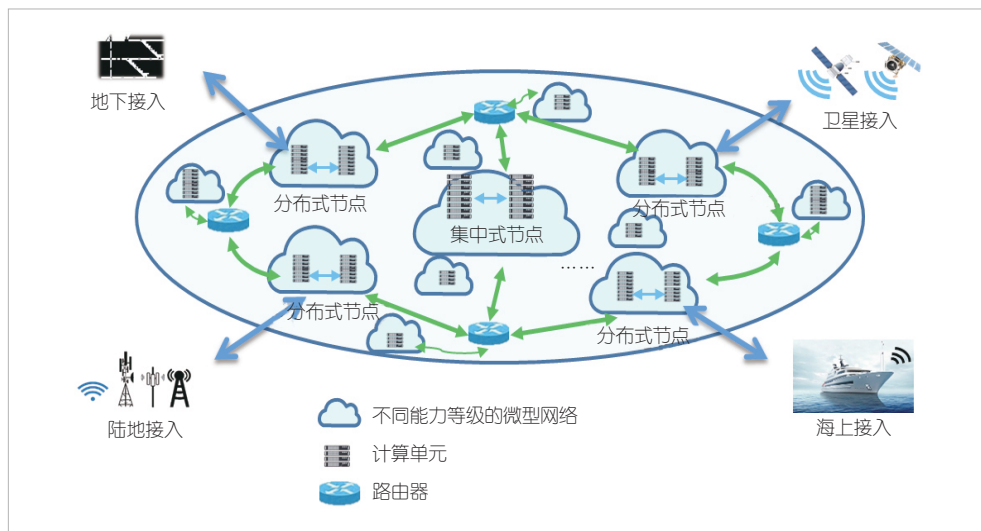 地下接入
卫星接入
分布式节点
分布式节点
集中式节点
……
分布式节点
分布式节点
陆地接入
海上接入
不同能力等级的微型网络
计算单元
路由器